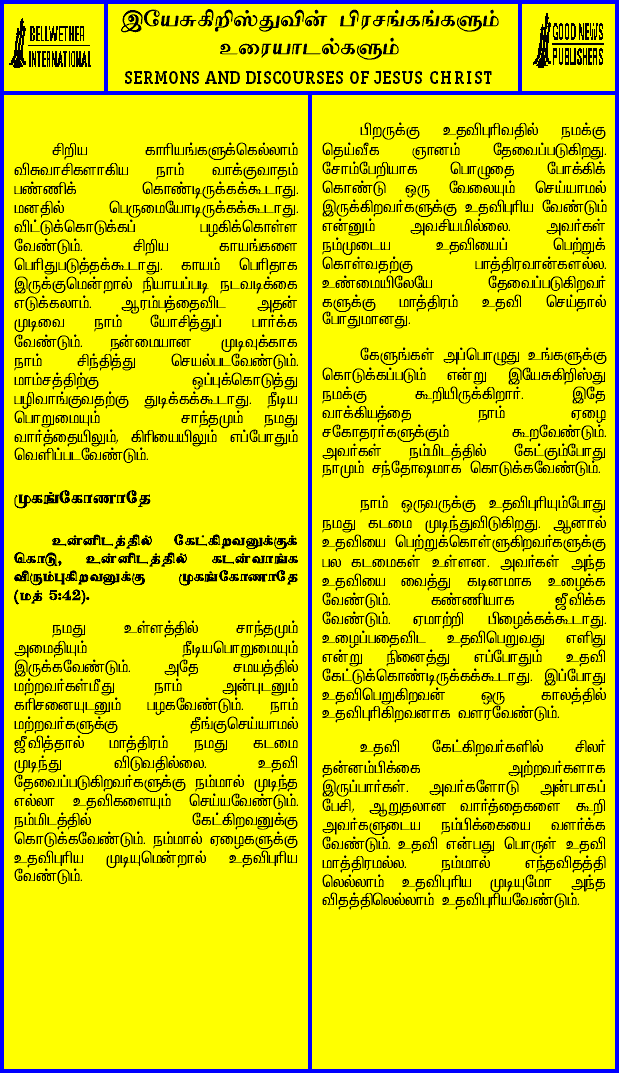 BELLWETHER
INTERNATIONAL
இயேசுகிறிஸ்துவின் பிரசங்கங்களும்
உரையாடல்களும்
SERMONS AND DISCOURSES OF JESUS CHRIST
GOOD NEWS
PUBLISHERS
சிறிய காரியங்களுக்கெல்லாம்
விசுவாசிகளாகிய நாம் வாக்குவாதம்
பண்ணிக் கொண்டிருக்கக்கூடாது.
மனதில் பெருமையோடிருக்கக்கூடாது.
விட்டுக்கொடுக்கப் பழகிக்கொள்ள
வேண்டும். சிறிய காயங்களை
பெரிதுபடுத்தக்கூடாது. காயம் பெரிதாக
இருக்குமென்றால் நியாயப்படி நடவடிக்கை
எடுக்கலாம். ஆரம்பத்தைவிட அதன்
முடிவை நாம் யோசித்துப் பார்க்க
வேண்டும். நன்மையான முடிவுக்காக
நாம் சிந்தித்து செயல்படவேண்டும்.
மாம்சத்திற்கு ஒப்புக்கொடுத்து
பழிவாங்குவதற்கு துடிக்கக்கூடாது. நீடிய
பொறுமையும் சாந்தமும் நமது
வார்த்தையிலும், கிரியையிலும் எப்போதும்
வெளிப்படவேண்டும்.
முகங்கோணாதே
உன்னிடத்தில் கேட்கிறவனுக்குக்
கொடு, உன்னிடத்தில் கடன்வாங்க
விரும்புகிறவனுக்கு முகங்கோணாதே
(மத் 5:42).
நமது உள்ளத்தில் சாந்தமும்
அமைதியும் நீடியபொறுமையும்
இருக்கவேண்டும். அதே சமயத்தில்
மற்றவர்கள்மீது நாம் அன்புடனும்
கரிசனையுடனும் பழகவேண்டும். நாம்
மற்றவர்களுக்கு தீங்குசெய்யாமல்
ஜீவித்தால் மாத்திரம் நமது கடமை
முடிந்து விடுவதில்லை. உதவி
தேவைப்படுகிறவர்களுக்கு நம்மால் முடிந்த
எல்லா உதவிகளையும் செய்யவேண்டும்.
நம்மிடத்தில் கேட்கிறவனுக்கு
கொடுக்கவேண்டும். நம்மால் ஏழைகளுக்கு
உதவிபுரிய முடியுமென்றால் உதவிபுரிய
வேண்டும்.
பிறருக்கு உதவிபுரிவதில் நமக்கு
தெய்வீக ஞானம் தேவைப்படுகிறது.
சோம்பேறியாக பொழுதை போக்கிக்
கொண்டு ஒரு வேலையும் செய்யாமல்
இருக்கிறவர்களுக்கு உதவிபுரிய வேண்டும்
என்னும் அவசியமில்லை. அவர்கள்
நம்முடைய உதவியைப் பெற்றுக்
கொள்வதற்கு பாத்திரவான்களல்ல.
உண்மையிலேயே தேவைப்படுகிறவர்
களுக்கு மாத்திரம் உதவி செய்தால்
போதுமானது.
கேளுங்கள் அப்பொழுது உங்களுக்கு
கொடுக்கப்படும் என்று இயேசுகிறிஸ்து
நமக்கு கூறியிருக்கிறார். இதே
வாக்கியத்தை நாம் ஏழை
சகோதரர்களுக்கும் கூறவேண்டும்.
அவர்கள் நம்மிடத்தில் கேட்கும்போது
நாமும் சந்தோஷமாக கொடுக்கவேண்டும்.
நாம் ஒருவருக்கு உதவிபுரியும்போது
நமது கடமை முடிந்துவிடுகிறது. ஆனால்
உதவியை பெற்றுக்கொள்ளுகிறவர்களுக்கு
பல கடமைகள் உள்ளன. அவர்கள் அந்த
உதவியை வைத்து கடினமாக உழைக்க
வேண்டும். கண்ணியாக ஜீவிக்க
வேண்டும். ஏமாற்றி பிழைக்கக்கூடாது.
உழைப்பதைவிட உதவிபெறுவது எளிது
என்று நினைத்து எப்போதும் உதவி
கேட்டுக்கொண்டிருக்கக்கூடாது. இப்போது
உதவிபெறுகிறவன் ஒரு காலத்தில்
உதவிபுரிகிறவனாக வளரவேண்டும்.
உதவி கேட்கிறவர்களில் சிலர்
தன்னம்பிக்கை அற்றவர்களாக
இருப்பார்கள். அவர்களோடு அன்பாகப்
பேசி, ஆறுதலான வார்த்தைகளை கூறி
அவர்களுடைய நம்பிக்கையை வளர்க்க
வேண்டும். உதவி என்பது பொருள் உதவி
மாத்திரமல்ல. நம்மால் எந்தவிதத்தி
லெல்லாம் உதவிபுரிய முடியுமோ அந்த
விதத்திலெல்லாம் உதவிபுரியவேண்டும்.